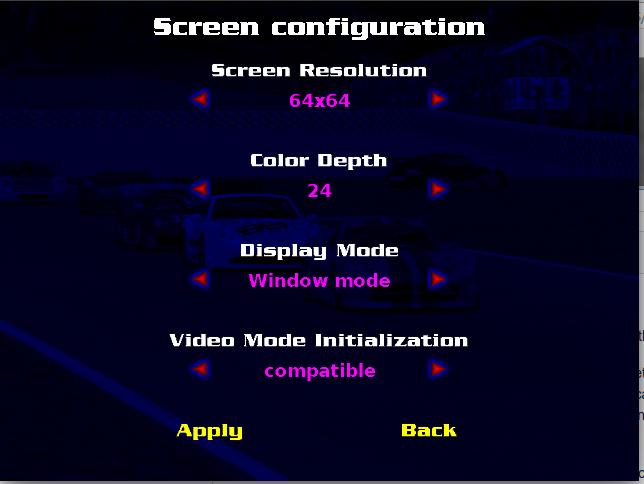 Screen configuration
Screen Resolution
64x64
Color Depth
24
Display Mode
Window mode
Video Mode Initialization
compatible
Apply Back